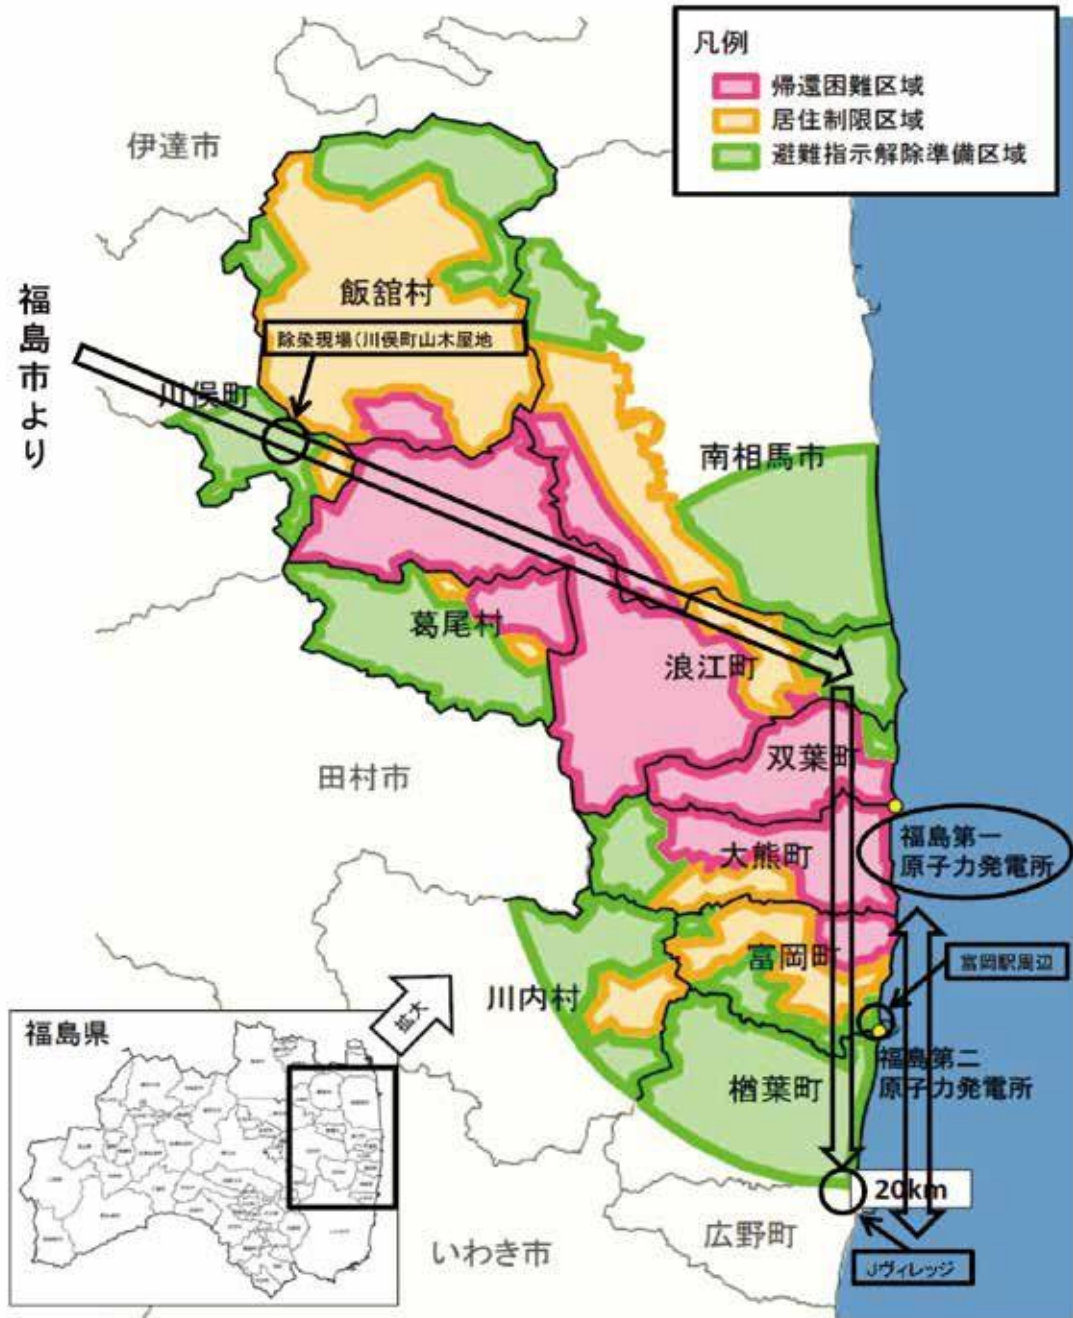 凡例
帰還困難区域
居住制限区域
避難指示解除準備区域
伊達市
福島市より
飯舘村
除染現場(川俣町山木屋地
川俣町
南相馬市
葛尾村
浪江町
双葉町
田村市
大熊町
福島第一
原子力発電所
富岡町
富岡駅周辺
川内村
拡大
福島県
福島第二
原子力発電所
楢葉町
20km
広野町
いわき市
Jヴィレッジ